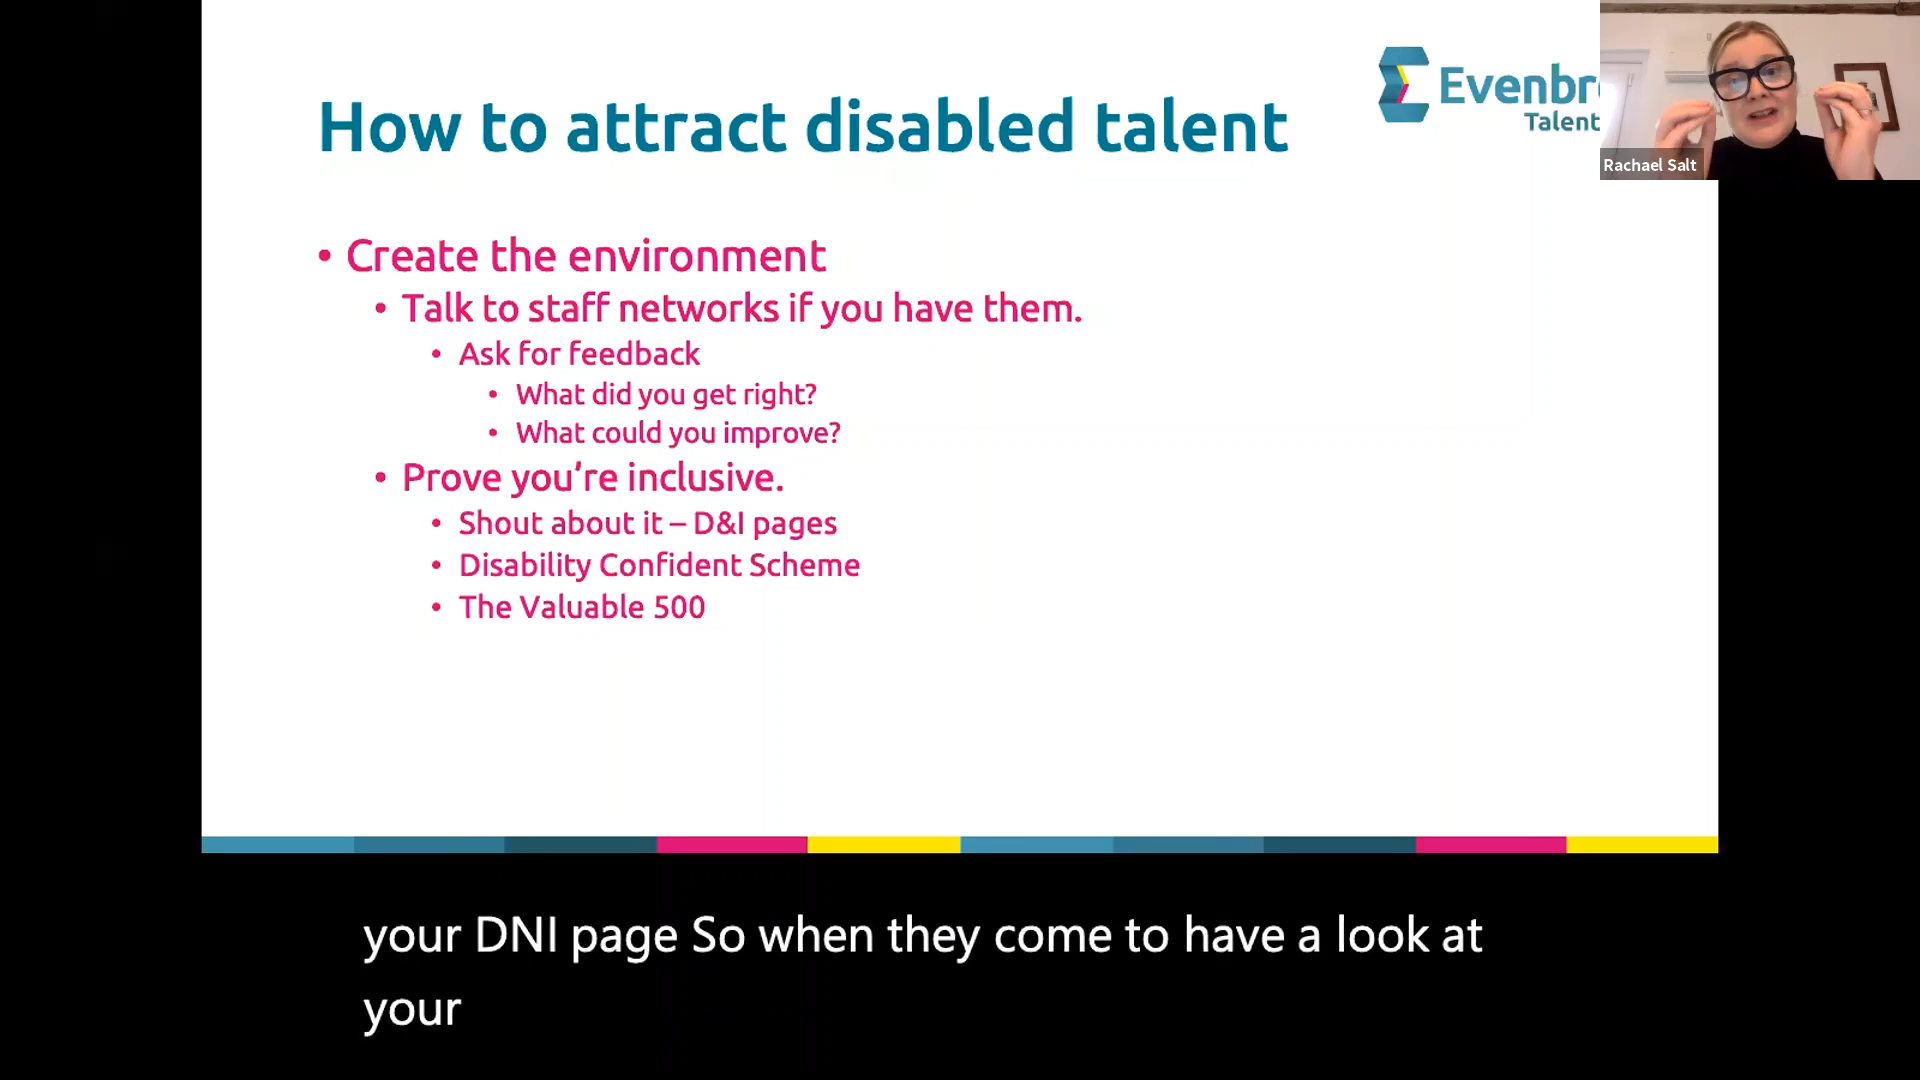 How to attract disabled talent
Evenbr
Talent
Rachael Salt
• Create the environment
• Talk to staff networks if you have them.
• Ask for feedback
• What did you get right?
• What could you improve?
• Prove you’re inclusive.
• Shout about it – D&I pages
• Disability Confident Scheme
• The Valuable 500
your DNI page So when they come to have a look at
your